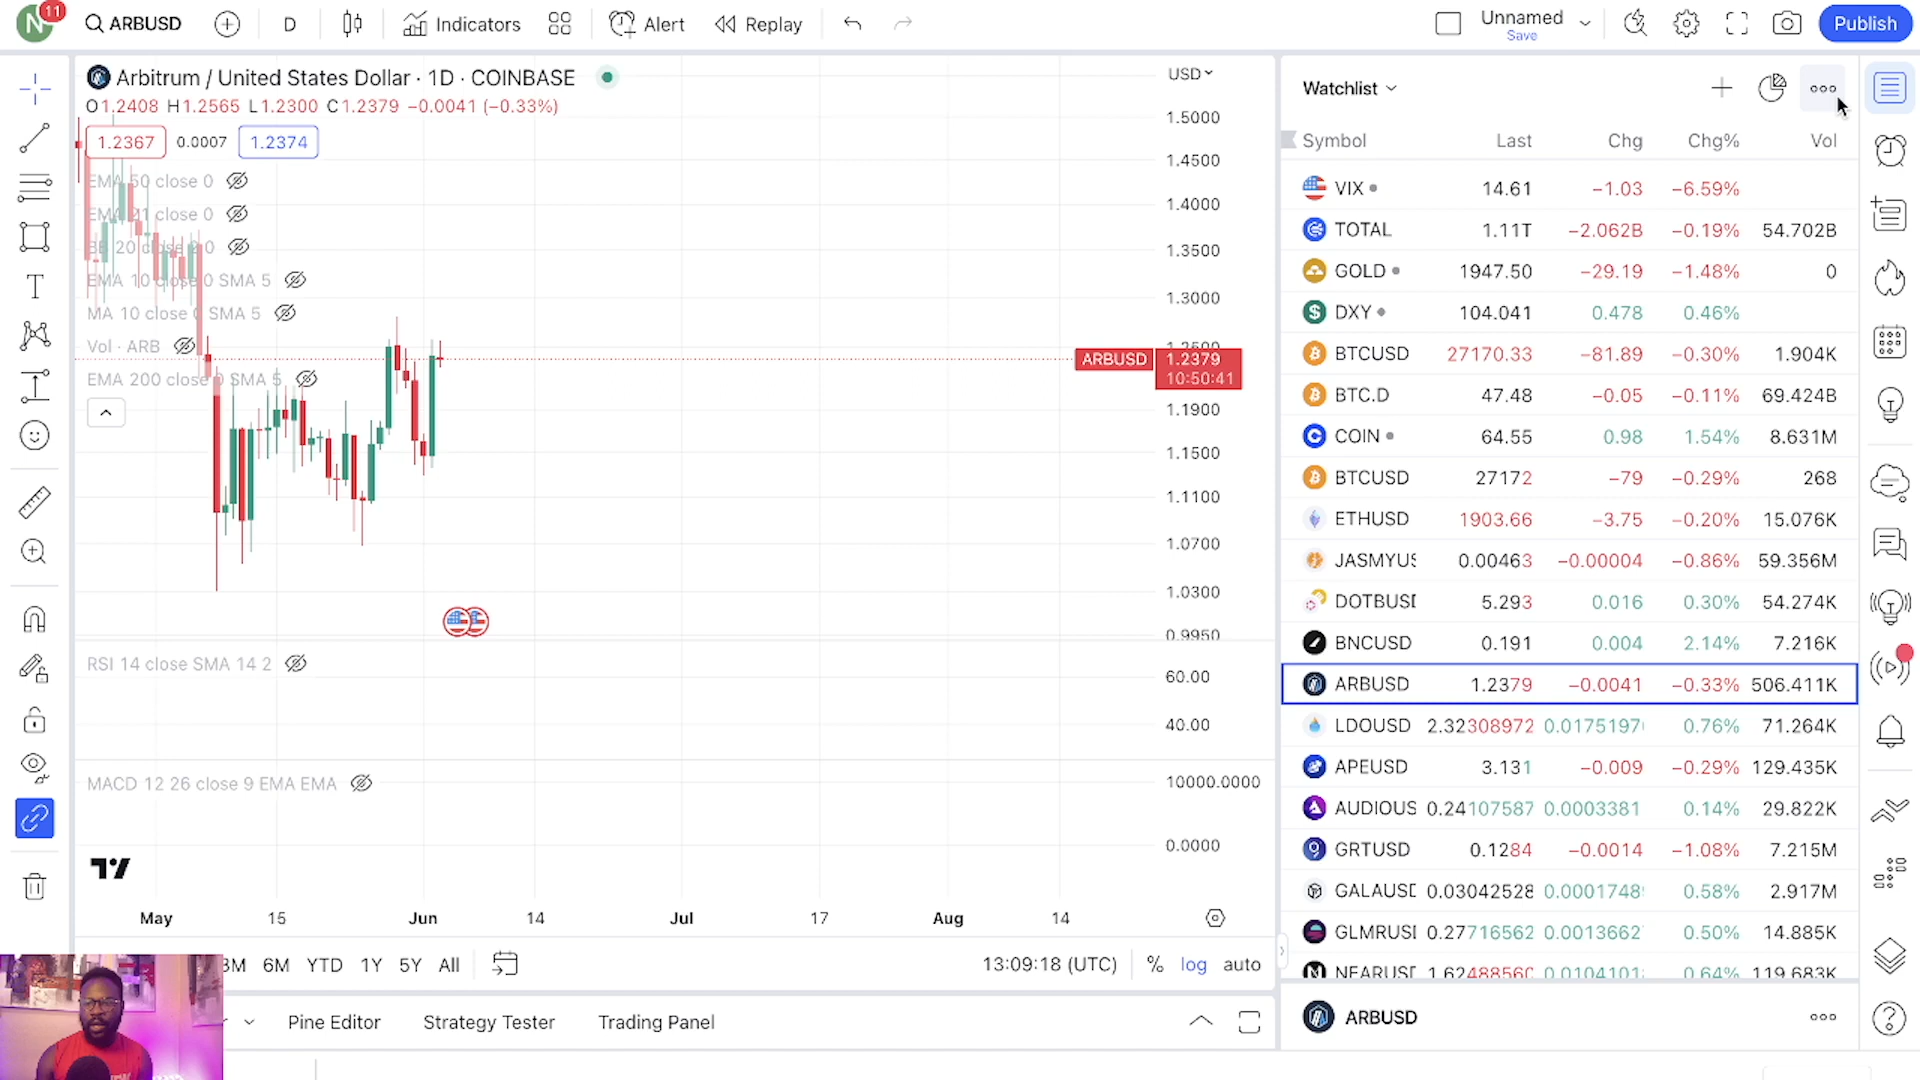 N 11 ARBUSD D Indicators Alert Replay Unnamed Save Publish
Arbitrum / United States Dollar · 1D · COINBASE
O1.2408 H1.2565 L1.2300 C1.2379 −0.0041 (−0.33%)
1.2367 0.0007 1.2374
EMA 50 close 0
EMA 21 close 0
BB 20 close 0
EMA 10 close 0 SMA 5
MA 10 close 0 SMA 5
Vol · ARB
EMA 200 close 0 SMA 5
USD
1.5000
1.4500
1.4000
1.3500
1.3000
1.2500
ARBUSD 1.2379
10:50:41
1.1900
1.1500
1.1100
1.0700
1.0300
0.9950
RSI 14 close SMA 14 2
60.00
40.00
MACD 12 26 close 9 EMA EMA
10000.0000
0.0000
May 15 Jun 14 Jul 17 Aug 14
3M 6M YTD 1Y 5Y All 13:09:18 (UTC) % log auto
Pine Editor Strategy Tester Trading Panel
Watchlist
Symbol Last Chg Chg% Vol
VIX 14.61 −1.03 −6.59%
TOTAL 1.11T −2.062B −0.19% 54.702B
GOLD 1947.50 −29.19 −1.48% 0
DXY 104.041 0.478 0.46%
BTCUSD 27170.33 −81.89 −0.30% 1.904K
BTC.D 47.48 −0.05 −0.11% 69.424B
COIN 64.55 0.98 1.54% 8.631M
BTCUSD 27172 −79 −0.29% 268
ETHUSD 1903.66 −3.75 −0.20% 15.076K
JASMYUS 0.00463 −0.00004 −0.86% 59.356M
DOTBUSD 5.293 0.016 0.30% 54.274K
BNCUSD 0.191 0.004 2.14% 7.216K
ARBUSD 1.2379 −0.0041 −0.33% 506.411K
LDOUSD 2.32308972 0.0175197 0.76% 71.264K
APEUSD 3.131 −0.009 −0.29% 129.435K
AUDIOUS 0.24107587 0.0003381 0.14% 29.822K
GRTUSD 0.1284 −0.0014 −1.08% 7.215M
GALAUSD 0.03042528 0.00017489 0.58% 2.917M
GLMRUSD 0.27716562 0.0013662 0.50% 14.885K
NEARUSD 1.62488560 0.0104101 0.64% 119.683K
ARBUSD